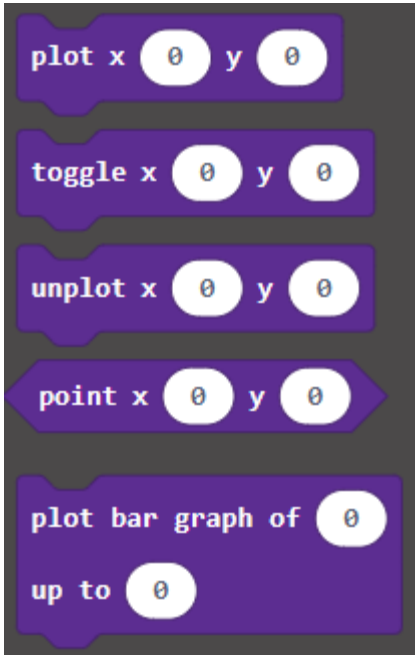 plot x 0 y 0
toggle x 0 y 0
unplot x 0 y 0
point x 0 y 0
plot bar graph of 0
up to 0